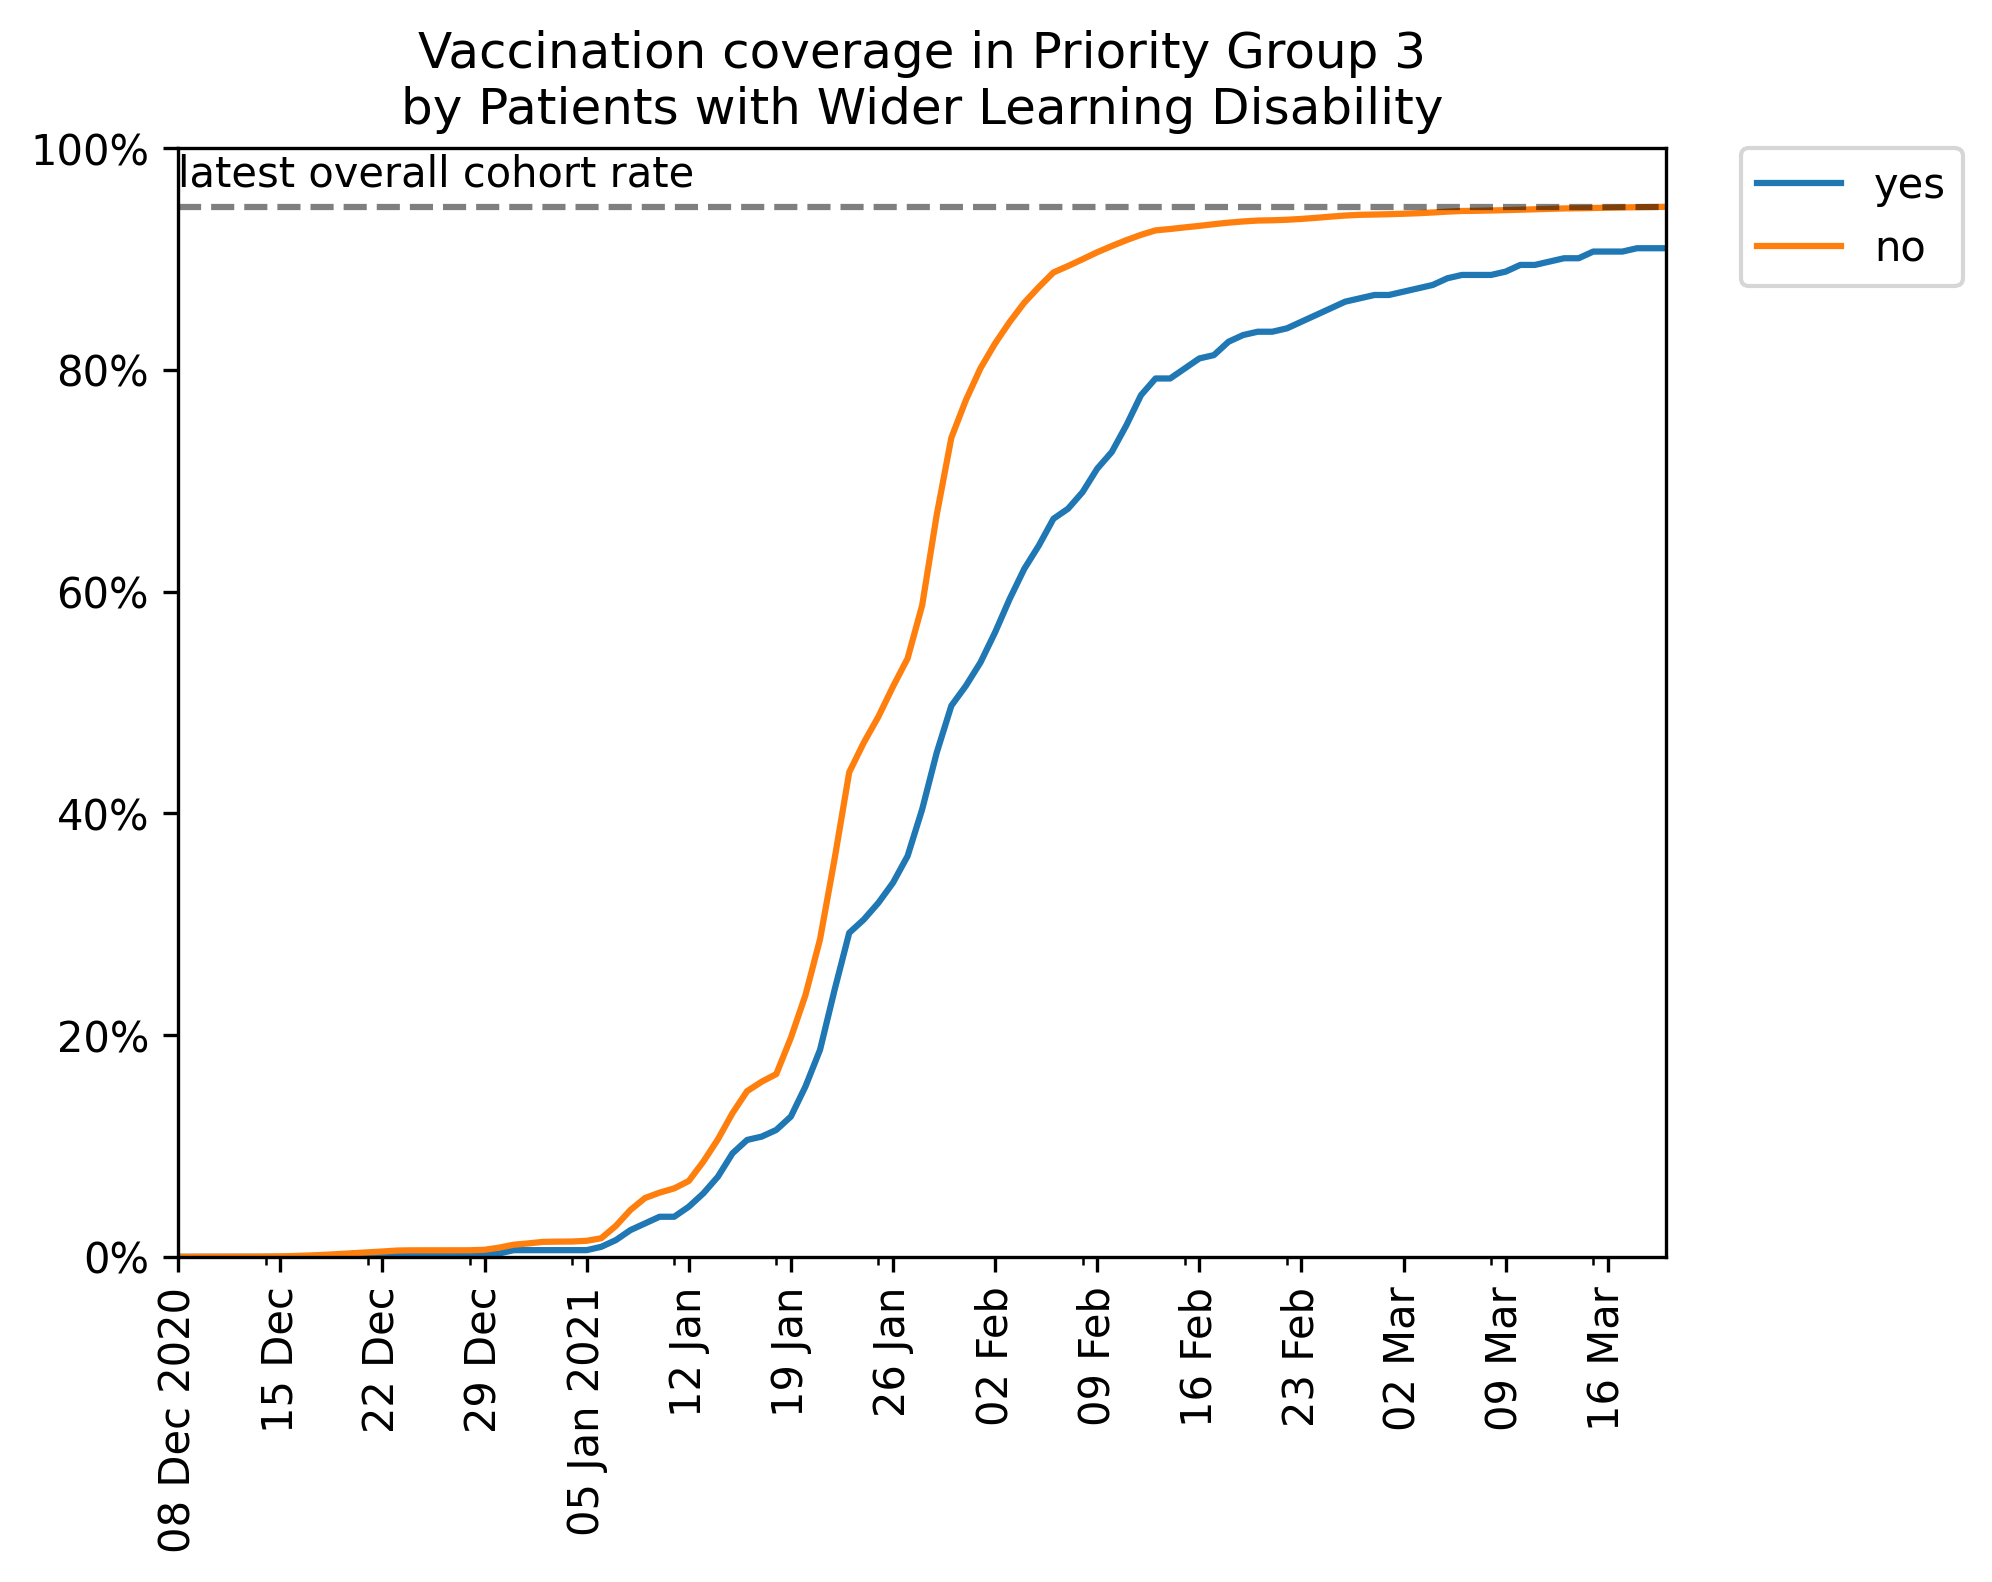 Vaccination coverage in Priority Group 3
by Patients with Wider Learning Disability
100%
latest overall cohort rate
80%
60%
40%
20%
0%
yes
no
08 Dec 2020
15 Dec
22 Dec
29 Dec
05 Jan 2021
12 Jan
19 Jan
26 Jan
02 Feb
09 Feb
16 Feb
23 Feb
02 Mar
09 Mar
16 Mar